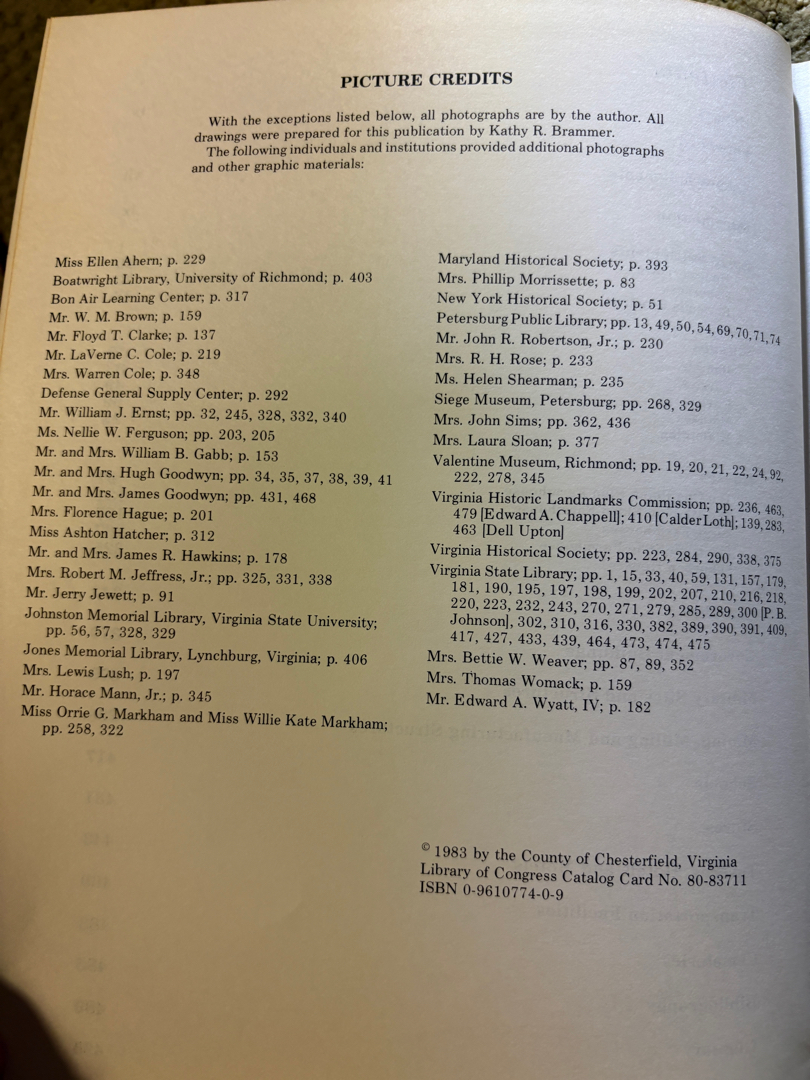 PICTURE CREDITS
With the exceptions listed below, all photographs are by the author. All
drawings were prepared for this publication by Kathy R. Brammer.
The following individuals and institutions provided additional photographs
and other graphic materials:
Miss Ellen Ahern; p. 229
Boatwright Library, University of Richmond; p. 403
Bon Air Learning Center; p. 317
Mr. W. M. Brown; p. 159
Mr. Floyd T. Clarke; p. 137
Mr. LaVerne C. Cole; p. 219
Mrs. Warren Cole; p. 348
Defense General Supply Center; p. 292
Mr. William J. Ernst; pp. 32, 245, 328, 332, 340
Ms. Nellie W. Ferguson; pp. 203, 205
Mr. and Mrs. William B. Gabb; p. 153
Mr. and Mrs. Hugh Goodwyn; pp. 34, 35, 37, 38, 39, 41
Mr. and Mrs. James Goodwyn; pp. 431, 468
Mrs. Florence Hague; p. 201
Miss Ashton Hatcher; p. 312
Mr. and Mrs. James R. Hawkins; p. 178
Mrs. Robert M. Jeffress, Jr.; pp. 325, 331, 338
Mr. Jerry Jewett; p. 91
Johnston Memorial Library, Virginia State University;
pp. 56, 57, 328, 329
Jones Memorial Library, Lynchburg, Virginia; p. 406
Mrs. Lewis Lush; p. 197
Mr. Horace Mann, Jr.; p. 345
Miss Orrie G. Markham and Miss Willie Kate Markham;
pp. 258, 322
Maryland Historical Society; p. 393
Mrs. Phillip Morrissette; p. 83
New York Historical Society; p. 51
Petersburg Public Library; pp. 13, 49, 50, 54, 69, 70, 71, 74
Mr. John R. Robertson, Jr.; p. 230
Mrs. R. H. Rose; p. 233
Ms. Helen Shearman; p. 235
Siege Museum, Petersburg; pp. 268, 329
Mrs. John Sims; pp. 362, 436
Mrs. Laura Sloan; p. 377
Valentine Museum, Richmond; pp. 19, 20, 21, 22, 24, 92,
222, 278, 345
Virginia Historic Landmarks Commission; pp. 236, 463,
479 [Edward A. Chappell]; 410 [Calder Loth]; 139, 283,
463 [Dell Upton]
Virginia Historical Society; pp. 223, 284, 290, 338, 375
Virginia State Library; pp. 1, 15, 33, 40, 59, 131, 157, 179,
181, 190, 195, 197, 198, 199, 202, 207, 210, 216, 218,
220, 223, 232, 243, 270, 271, 279, 285, 289, 300 [P. B.
Johnson], 302, 310, 316, 330, 382, 389, 390, 391, 409,
417, 427, 433, 439, 464, 473, 474, 475
Mrs. Bettie W. Weaver; pp. 87, 89, 352
Mrs. Thomas Womack; p. 159
Mr. Edward A. Wyatt, IV; p. 182
© 1983 by the County of Chesterfield, Virginia
Library of Congress Catalog Card No. 80-83711
ISBN 0-9610774-0-9